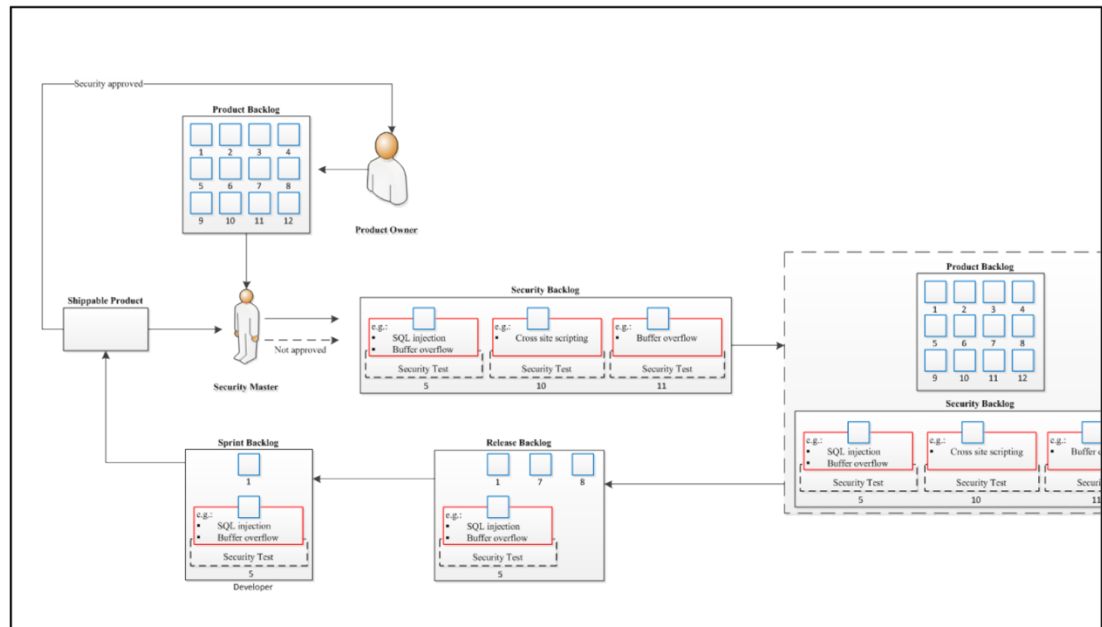 Security approved
Product Backlog
1 2 3 4
5 6 7 8
9 10 11 12
Product Owner
Shippable Product
Security Master
Not approved
Security Backlog
e.g.:
▪ SQL injection
▪ Buffer overflow
Security Test
5
e.g.:
▪ Cross site scripting
Security Test
10
e.g.:
▪ Buffer overflow
Security Test
11
Product Backlog
1 2 3 4
5 6 7 8
9 10 11 12
Security Backlog
e.g.:
▪ SQL injection
▪ Buffer overflow
Security Test
5
e.g.:
▪ Cross site scripting
Security Test
10
e.g.:
▪ Buffer
11
Sprint Backlog
1
e.g.:
▪ SQL injection
▪ Buffer overflow
Security Test
5
Developer
Release Backlog
1 7 8
e.g.:
▪ SQL injection
▪ Buffer overflow
Security Test
5